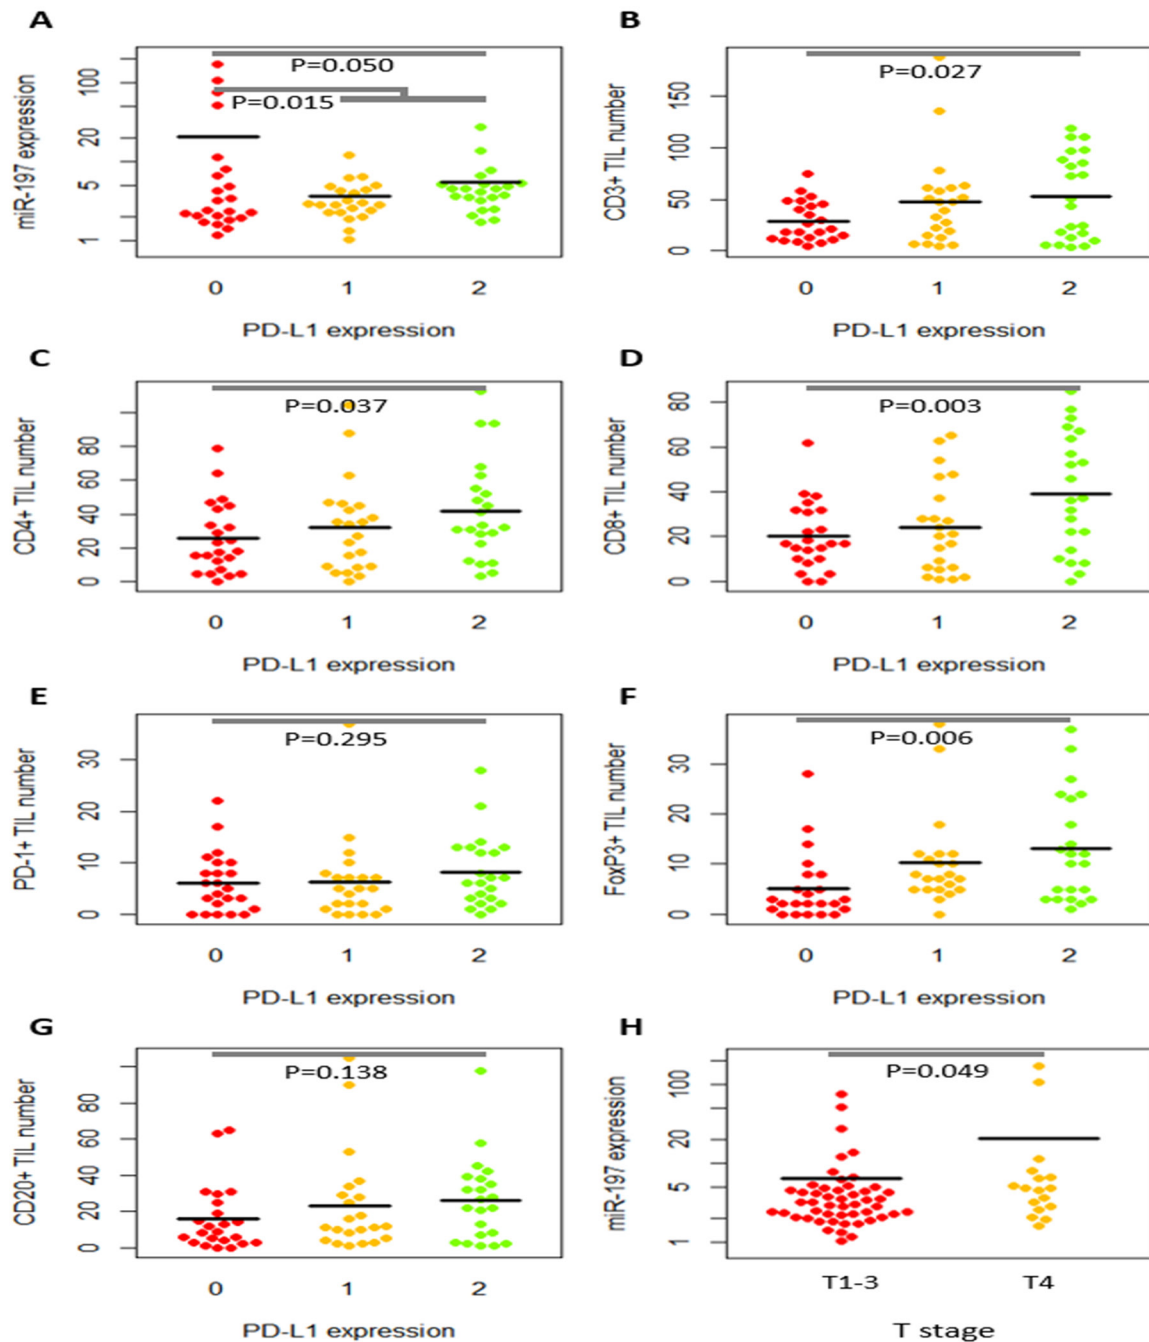 A
miR-197 expression
100
20
5
1
P=0.050
P=0.015
0 1 2
PD-L1 expression
B
CD3+ TIL number
150
100
50
0
P=0.027
0 1 2
PD-L1 expression
C
CD4+ TIL number
80
60
40
20
0
P=0.037
0 1 2
PD-L1 expression
D
CD8+ TIL number
80
60
40
20
0
P=0.003
0 1 2
PD-L1 expression
E
PD-1+ TIL number
30
20
10
0
P=0.295
0 1 2
PD-L1 expression
F
FoxP3+ TIL number
30
20
10
0
P=0.006
0 1 2
PD-L1 expression
G
CD20+ TIL number
80
60
40
20
0
P=0.138
0 1 2
PD-L1 expression
H
miR-197 expression
100
20
5
1
P=0.049
T1-3 T4
T stage